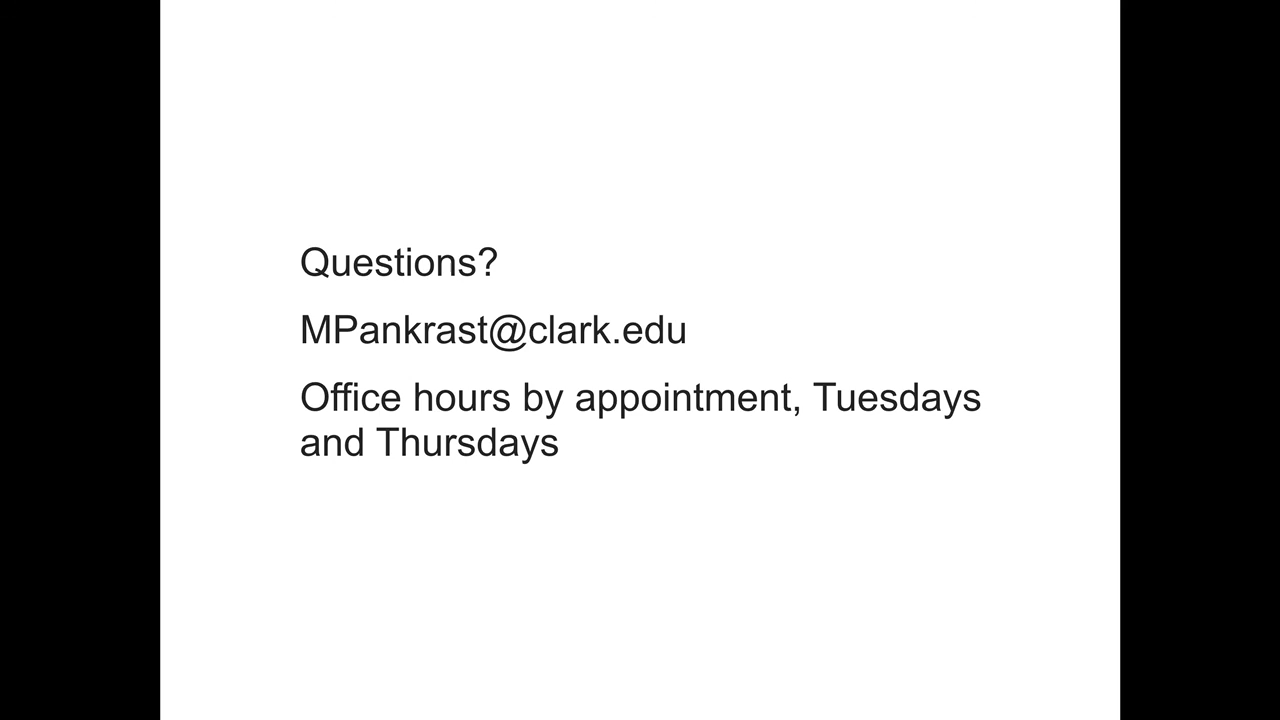 Questions?
MPankrast@clark.edu
Office hours by appointment, Tuesdays
and Thursdays